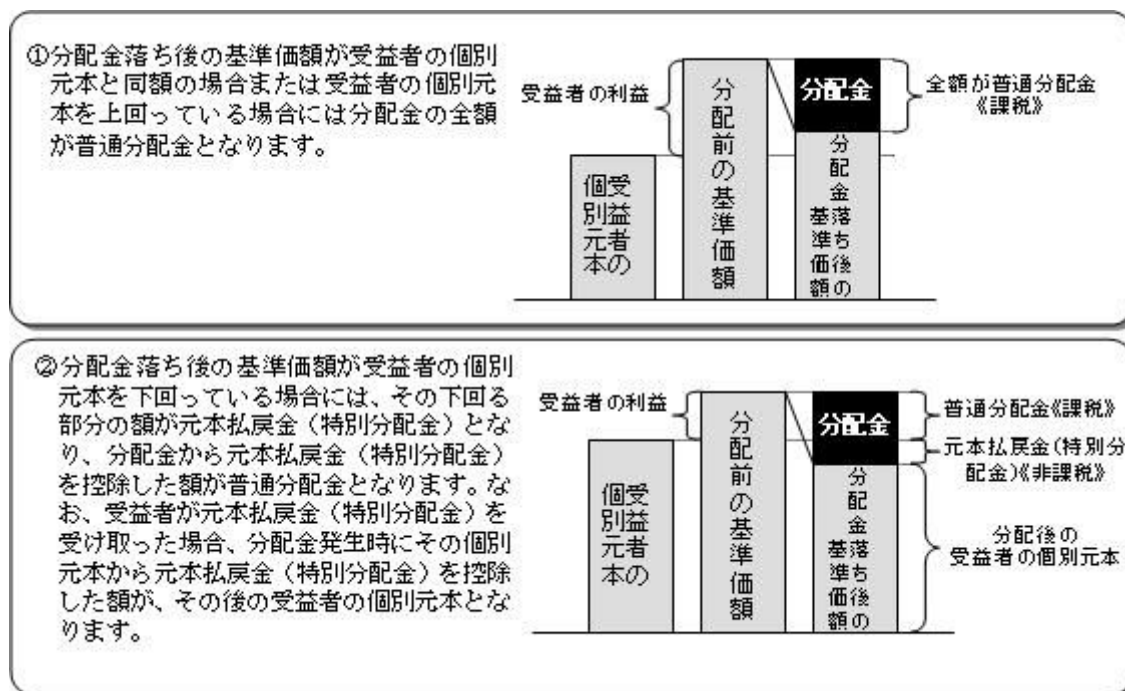 ①分配金落ち後の基準価額が受益者の個別
元本と同額の場合または受益者の個別元
本を上回っている場合には分配金の全額
が普通分配金となります。
受益者の利益
受益者の
個別元本
分配前の基準価額
分配金
分配金落ち後の
基準価額
全額が普通分配金
《課税》
②分配金落ち後の基準価額が受益者の個別
元本を下回っている場合には、その下回る
部分の額が元本払戻金（特別分配金）とな
り、分配金から元本払戻金（特別分配金）
を控除した額が普通分配金となります。な
お、受益者が元本払戻金（特別分配金）を
受け取った場合、分配金発生時にその個別
元本から元本払戻金（特別分配金）を控除
した額が、その後の受益者の個別元本とな
ります。
受益者の利益
受益者の
個別元本
分配前の基準価額
分配金
分配金落ち後の
基準価額
普通分配金《課税》
元本払戻金(特別分
配金)《非課税》
分配後の
受益者の個別元本